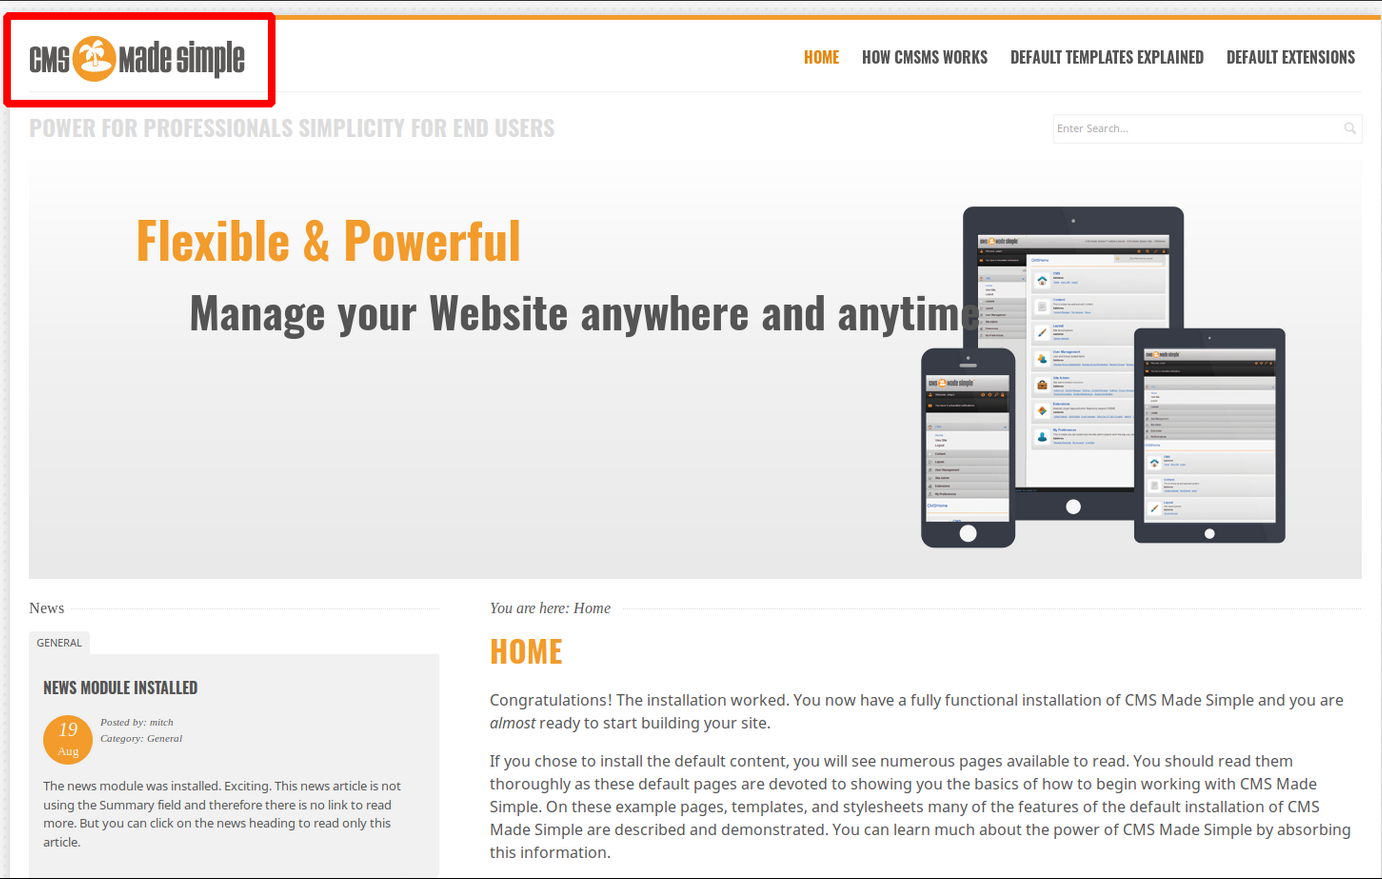 CMS Made Simple
HOME HOW CMSMS WORKS DEFAULT TEMPLATES EXPLAINED DEFAULT EXTENSIONS
POWER FOR PROFESSIONALS SIMPLICITY FOR END USERS
Enter Search...
Flexible & Powerful
Manage your Website anywhere and anytime
News
GENERAL
NEWS MODULE INSTALLED
19
Aug
Posted by: mitch
Category: General
The news module was installed. Exciting. This news article is not
using the Summary field and therefore there is no link to read
more. But you can click on the news heading to read only this
article.
You are here: Home
HOME
Congratulations! The installation worked. You now have a fully functional installation of CMS Made Simple and you are
almost ready to start building your site.
If you chose to install the default content, you will see numerous pages available to read. You should read them
thoroughly as these default pages are devoted to showing you the basics of how to begin working with CMS Made
Simple. On these example pages, templates, and stylesheets many of the features of the default installation of CMS
Made Simple are described and demonstrated. You can learn much about the power of CMS Made Simple by absorbing
this information.